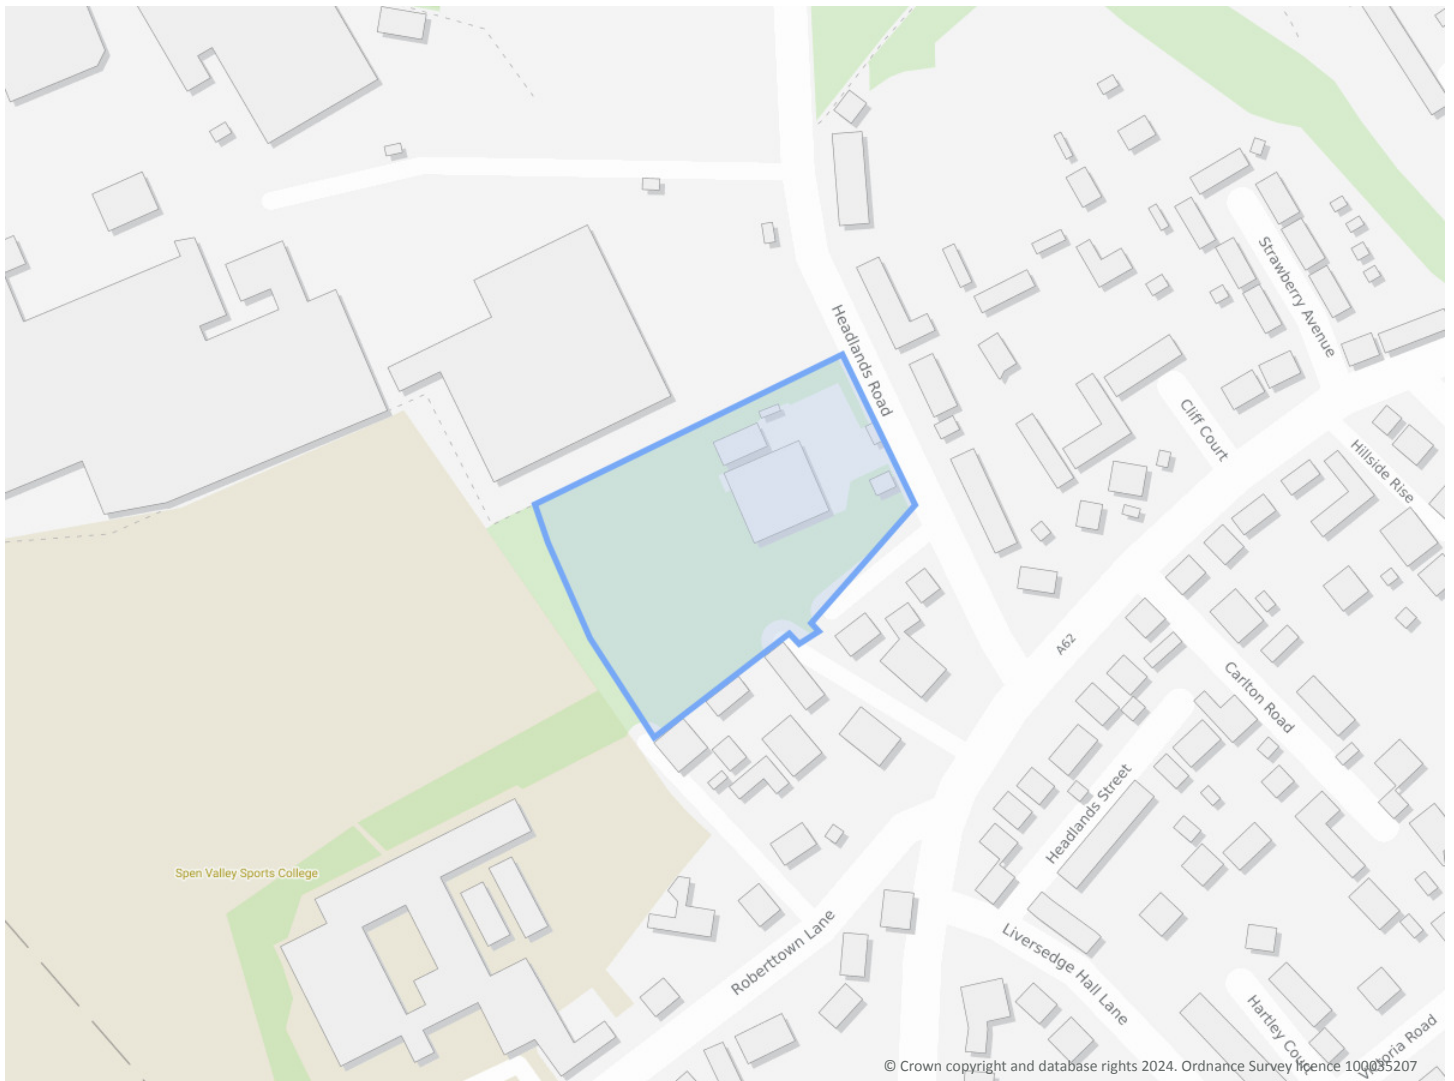 Headlands Road
Strawberry Avenue
Cliff Court
Hillside Rise
A62
Carlton Road
Headlands Street
Spen Valley Sports College
Roberttown Lane
Liversedge Hall Lane
Hartley Court
Victoria Road
© Crown copyright and database rights 2024. Ordnance Survey licence 100035207